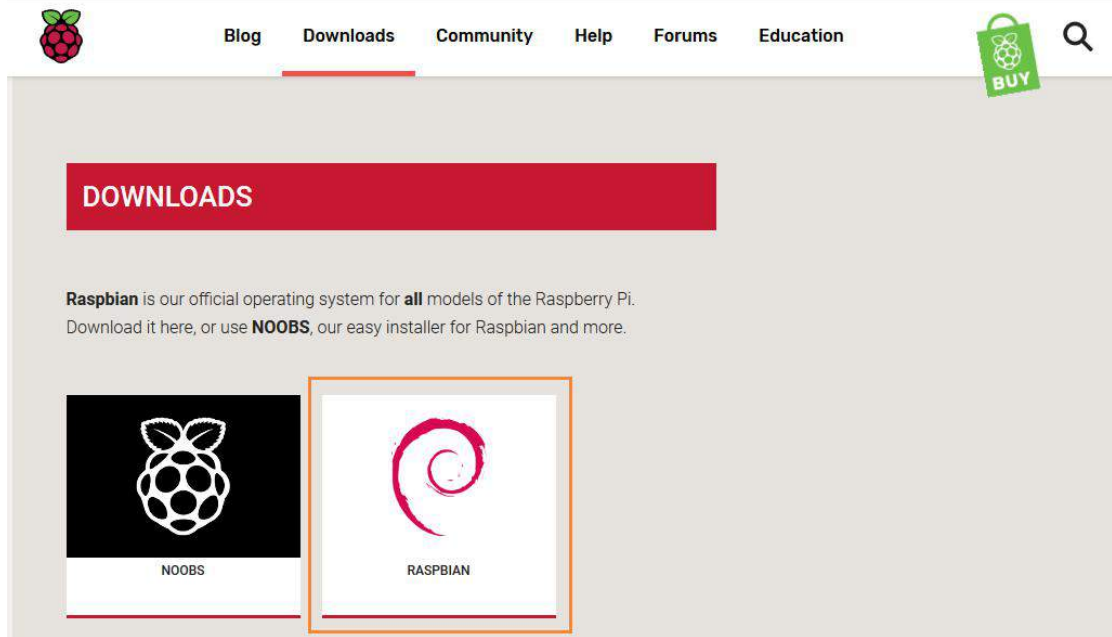 Blog Downloads Community Help Forums Education
BUY
DOWNLOADS
Raspbian is our official operating system for all models of the Raspberry Pi.
Download it here, or use NOOBS, our easy installer for Raspbian and more.
NOOBS
RASPBIAN